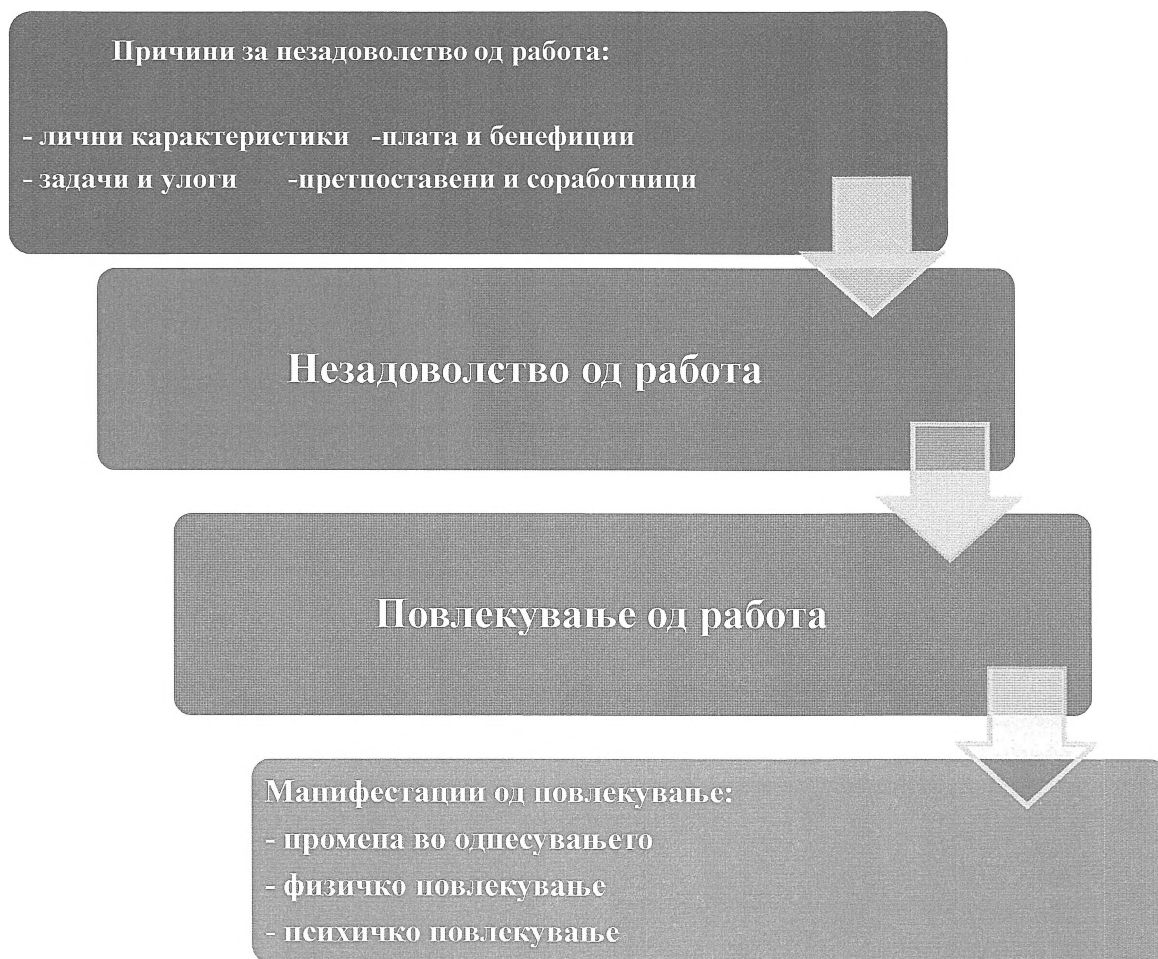 Причини за незадоволство од работа:
- лични карактеристики -плата и бенефиции
- задачи и улоги -претпоставени и соработници
Незадоволство од работа
Повлекување од работа
Манифестации од повлекување:
- промена во однесувањето
- физичко повлекување
- психичко повлекување